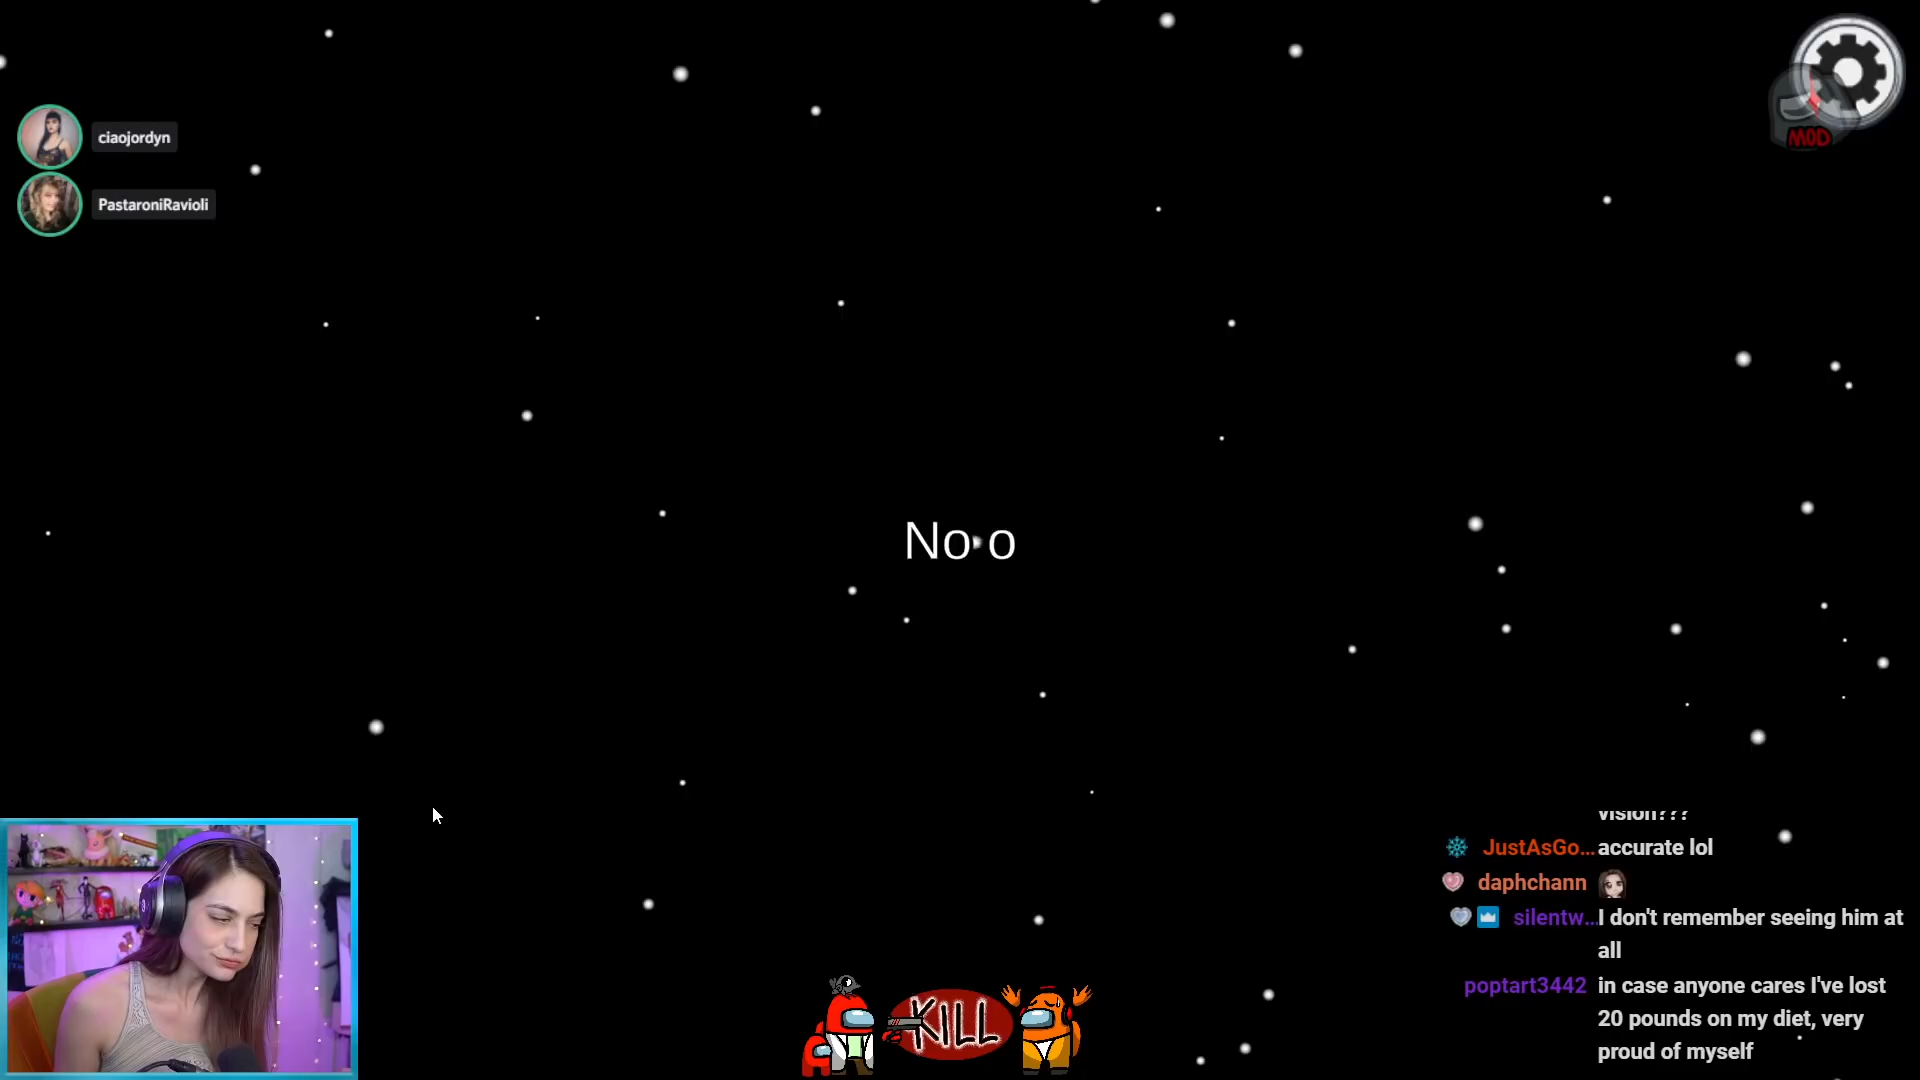 MOD
ciaojordyn
PastaroniRavioli
No o
vision???
JustAsGo... accurate lol
daphchann
silentw... I don't remember seeing him at
all
poptart3442 in case anyone cares I've lost
20 pounds on my diet, very
proud of myself
KILL